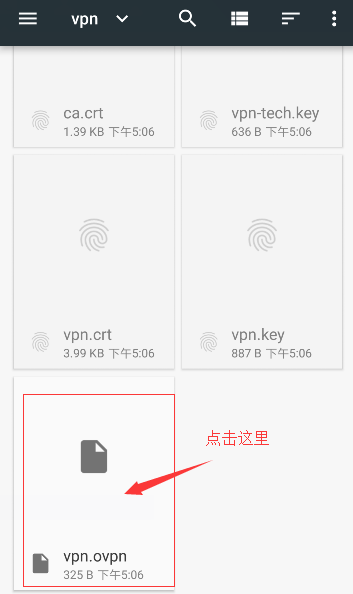 vpn
ca.crt
1.39 KB 下午5:06
vpn-tech.key
636 B 下午5:06
vpn.crt
3.99 KB 下午5:06
vpn.key
887 B 下午5:06
点击这里
vpn.ovpn
325 B 下午5:06